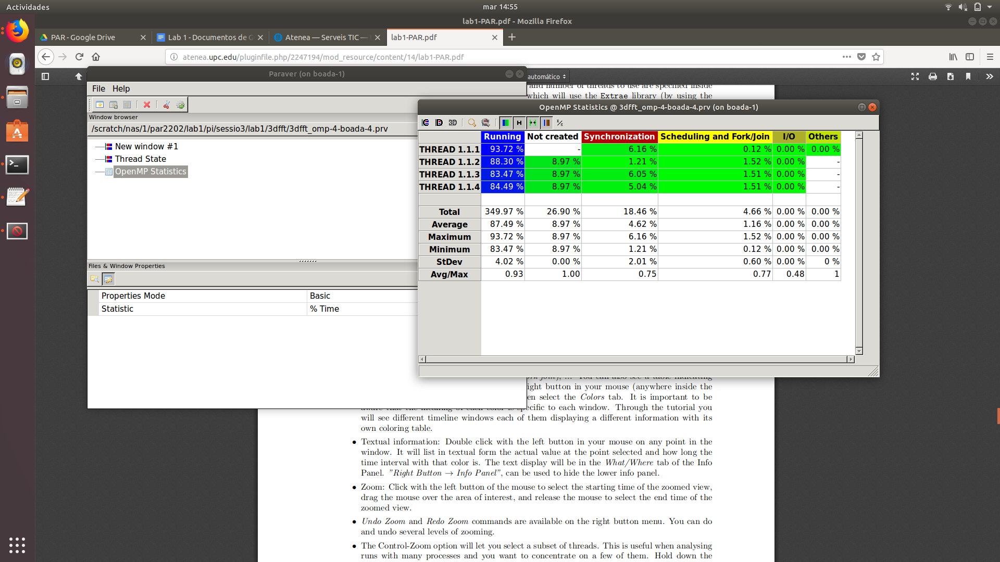 Actividades
mar 14:55
lab1-PAR.pdf - Mozilla Firefox
PAR - Google Drive
Lab 1 - Documentos de G
Atenea — Serveis TIC —
lab1-PAR.pdf
atenea.upc.edu/pluginfile.php/2247194/mod_resource/content/14/lab1-PAR.pdf
automático
Paraver (on boada-1)
File Help
Window browser
/scratch/nas/1/par2202/lab1/pi/sessio3/lab1/3dfft/3dfft_omp-4-boada-4.prv
New window #1
Thread State
OpenMP Statistics
Files & Window Properties
Properties Mode Basic
Statistic % Time
and number of threads to use are specified inside
which will use the Extrae library (by using the
OpenMP Statistics @ 3dfft_omp-4-boada-4.prv (on boada-1)
3D
Running Not created Synchronization Scheduling and Fork/Join I/O Others
THREAD 1.1.1 93.72 % - 6.16 % 0.12 % 0.00 % 0.00 %
THREAD 1.1.2 88.30 % 8.97 % 1.21 % 1.52 % 0.00 % -
THREAD 1.1.3 83.47 % 8.97 % 6.05 % 1.51 % 0.00 % -
THREAD 1.1.4 84.49 % 8.97 % 5.04 % 1.51 % 0.00 % -
Total 349.97 % 26.90 % 18.46 % 4.66 % 0.00 % 0.00 %
Average 87.49 % 8.97 % 4.62 % 1.16 % 0.00 % 0.00 %
Maximum 93.72 % 8.97 % 6.16 % 1.52 % 0.00 % 0.00 %
Minimum 83.47 % 8.97 % 1.21 % 0.12 % 0.00 % 0.00 %
StDev 4.02 % 0.00 % 2.01 % 0.60 % 0.00 % 0 %
Avg/Max 0.93 1.00 0.75 0.77 0.48 1
join), ... You can also see a table indicating
ight button in your mouse (anywhere inside the
en select the Colors tab. It is important to be
aware that the meaning of each color is specific to each window. Through the tutorial you
will see different timeline windows each of them displaying a different information with its
own coloring table.
• Textual information: Double click with the left button in your mouse on any point in the
window. It will list in textual form the actual value at the point selected and how long the
time interval with that color is. The text display will be in the What/Where tab of the Info
Panel. "Right Button → Info Panel", can be used to hide the lower info panel.
• Zoom: Click with the left button of the mouse to select the starting time of the zoomed view,
drag the mouse over the area of interest, and release the mouse to select the end time of the
zoomed view.
• Undo Zoom and Redo Zoom commands are available on the right button menu. You can do
and undo several levels of zooming.
• The Control-Zoom option will let you select a subset of threads. This is useful when analysing
runs with many processes and you want to concentrate on a few of them. Hold down the